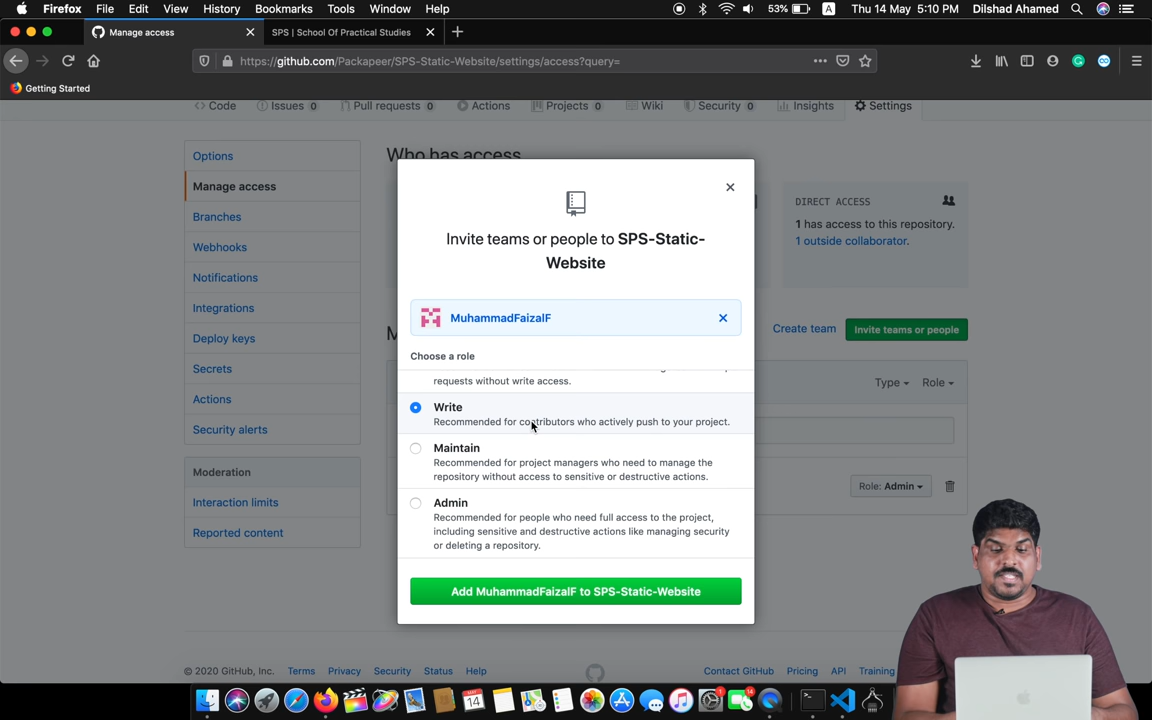 Firefox File Edit View History Bookmarks Tools Window Help 53% A Thu 14 May 5:10 PM Dilshad Ahamed
Manage access SPS | School Of Practical Studies
https://github.com/Packapeer/SPS-Static-Website/settings/access?query=
Getting Started
Code Issues 0 Pull requests 0 Actions Projects 0 Wiki Security 0 Insights Settings
Options
Manage access
Branches
Webhooks
Notifications
Integrations
Deploy keys
Secrets
Actions
Security alerts
Moderation
Interaction limits
Reported content
Who has access
DIRECT ACCESS
1 has access to this repository.
1 outside collaborator.
Create team Invite teams or people
Type Role
Role: Admin
Invite teams or people to SPS-Static-
Website
MuhammadFaizalF
Choose a role
requests without write access.
Write
Recommended for contributors who actively push to your project.
Maintain
Recommended for project managers who need to manage the
repository without access to sensitive or destructive actions.
Admin
Recommended for people who need full access to the project,
including sensitive and destructive actions like managing security
or deleting a repository.
Add MuhammadFaizalF to SPS-Static-Website
© 2020 GitHub, Inc. Terms Privacy Security Status Help Contact GitHub Pricing API Training
14 1 14